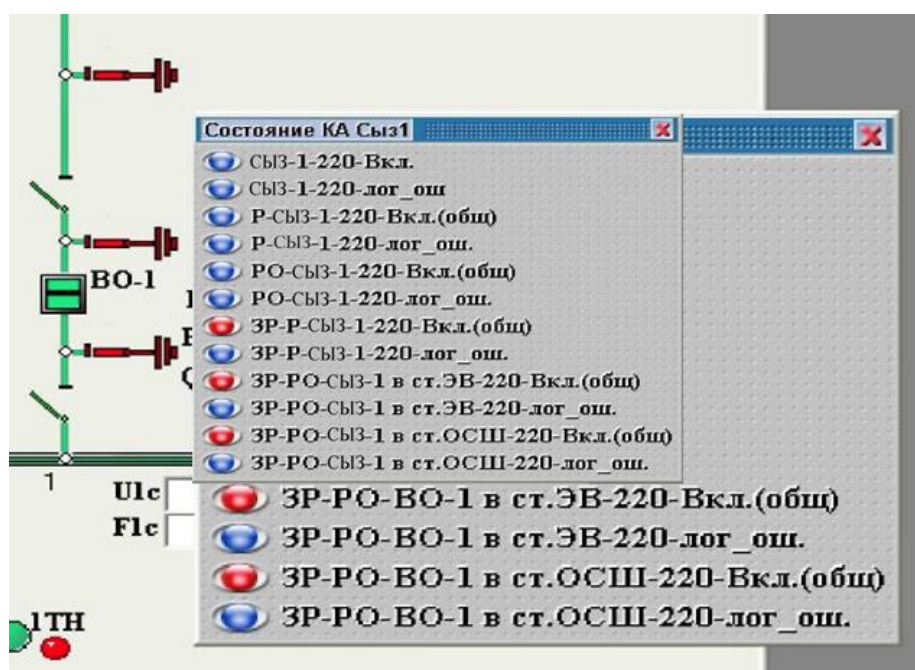 Состояние КА Сыз1
СЫЗ-1-220-Вкл.
СЫЗ-1-220-лог_ош
Р-СЫЗ-1-220-Вкл.(общ)
Р-СЫЗ-1-220-лог_ош.
РО-СЫЗ-1-220-Вкл.(общ)
РО-СЫЗ-1-220-лог_ош.
ЗР-Р-СЫЗ-1-220-Вкл.(общ)
ЗР-Р-СЫЗ-1-220-лог_ош.
ЗР-РО-СЫЗ-1 в ст.ЭВ-220-Вкл.(общ)
ЗР-РО-СЫЗ-1 в ст.ЭВ-220-лог_ош.
ЗР-РО-СЫЗ-1 в ст.ОСШ-220-Вкл.(общ)
ЗР-РО-СЫЗ-1 в ст.ОСШ-220-лог_ош.
ЗР-РО-ВО-1 в ст.ЭВ-220-Вкл.(общ)
ЗР-РО-ВО-1 в ст.ЭВ-220-лог_ош.
ЗР-РО-ВО-1 в ст.ОСШ-220-Вкл.(общ)
ЗР-РО-ВО-1 в ст.ОСШ-220-лог_ош.
ВО-1
1
U1c
F1c
1ТН